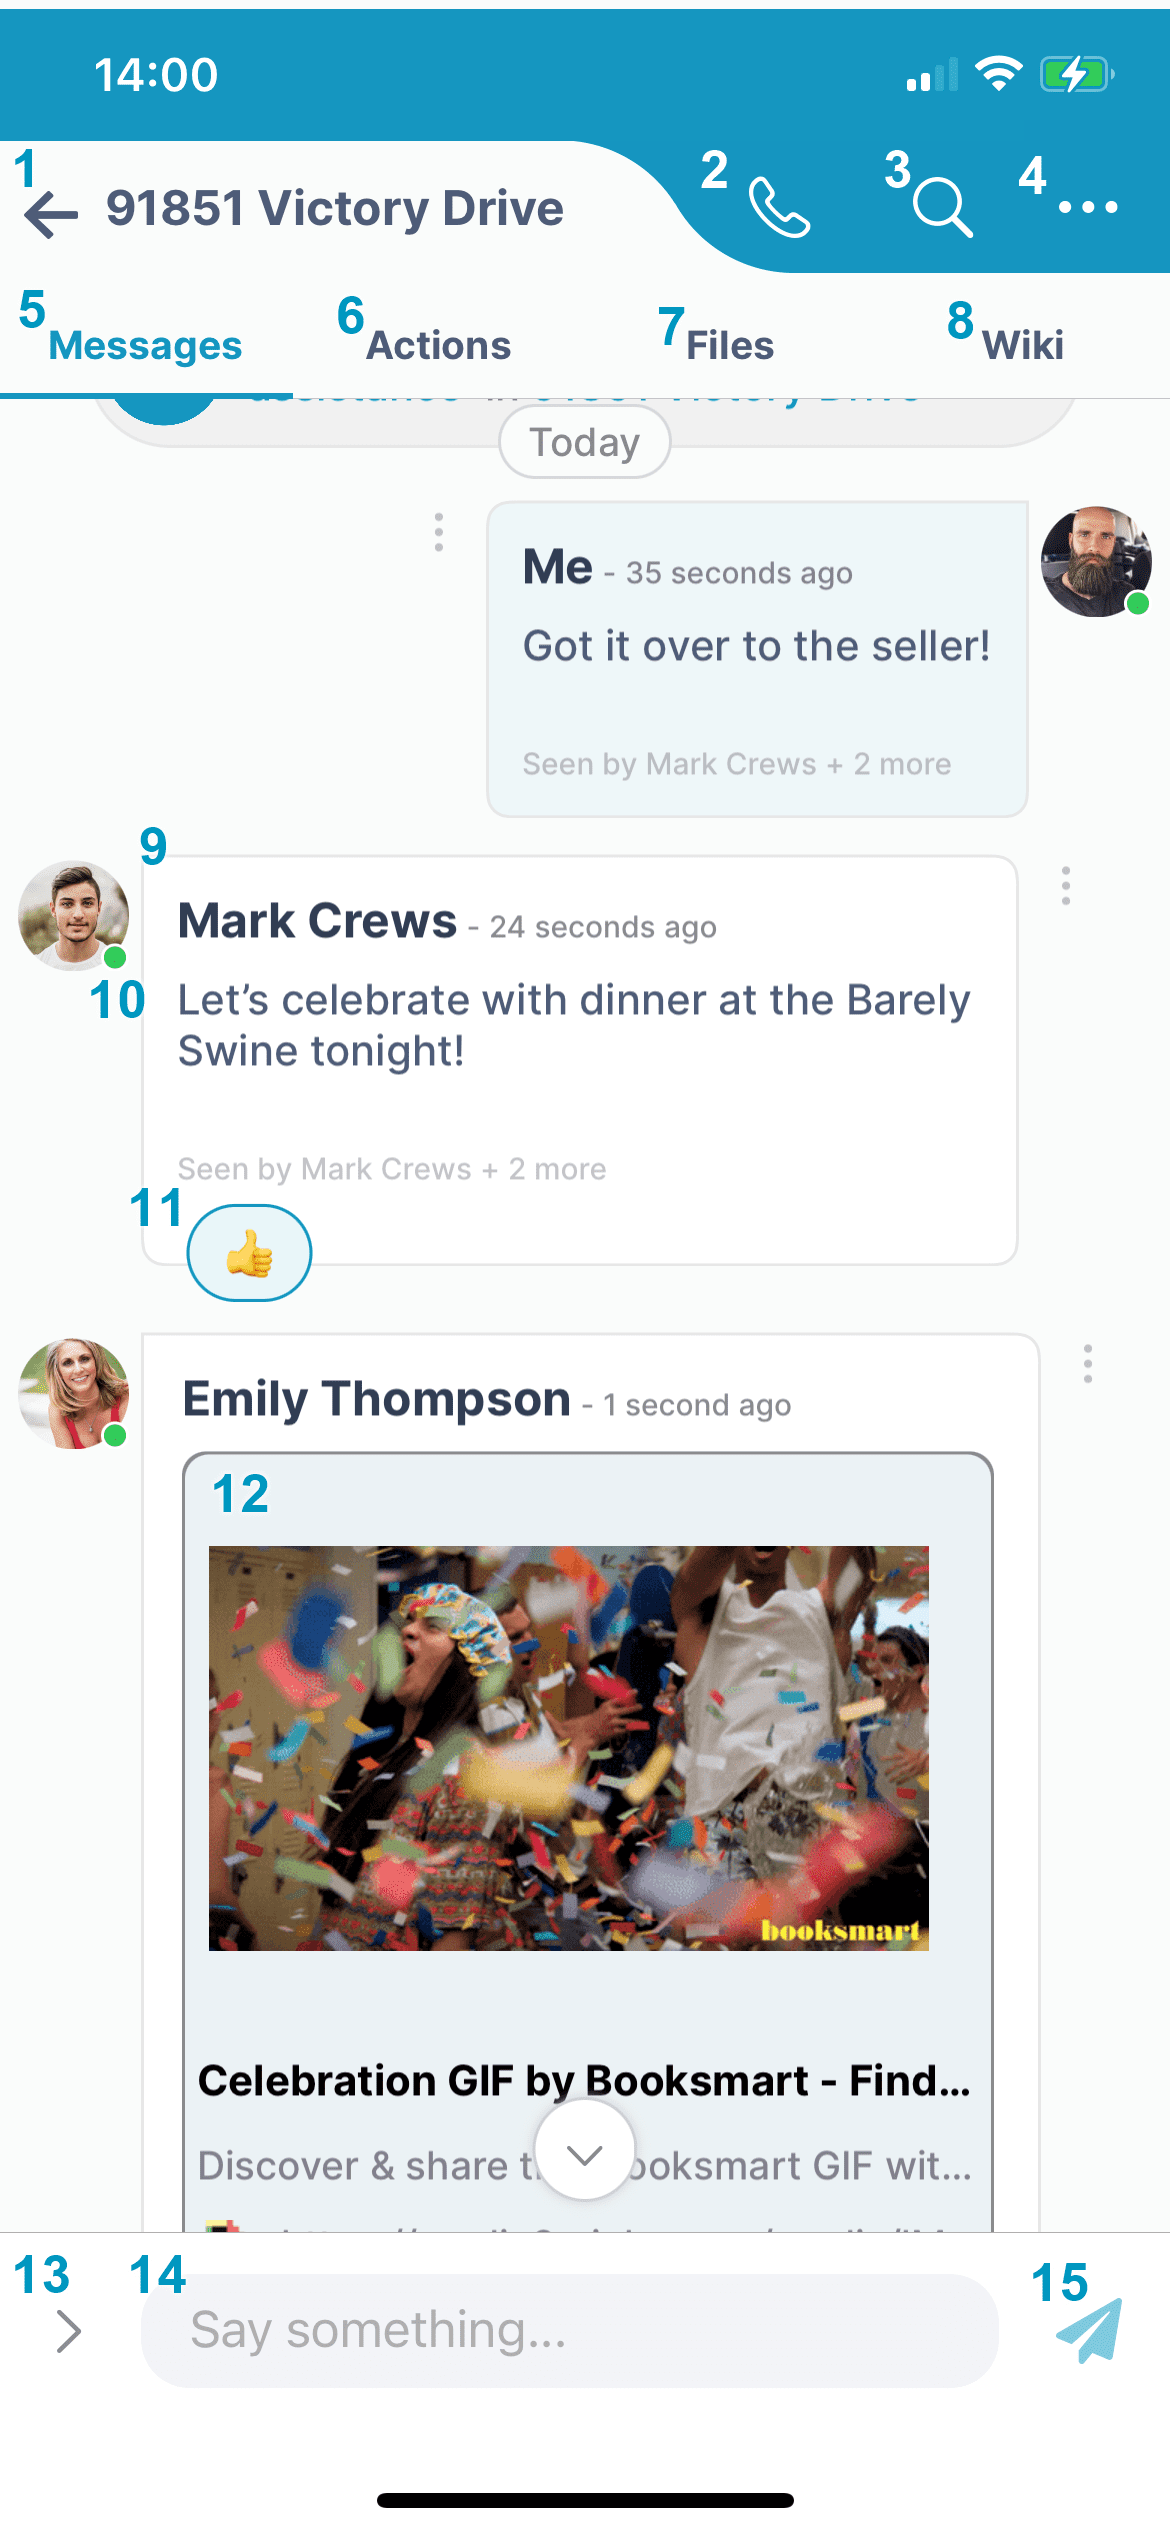 14:00
1
91851 Victory Drive
2
3
4
5
Messages
6
Actions
7
Files
8
Wiki
Today
Me - 35 seconds ago
Got it over to the seller!
Seen by Mark Crews + 2 more
9
Mark Crews - 24 seconds ago
10
Let's celebrate with dinner at the Barely
Swine tonight!
Seen by Mark Crews + 2 more
11
Emily Thompson - 1 second ago
12
booksmart
Celebration GIF by Booksmart - Find...
Discover & share GIF wit...
13
14
Say something...
15